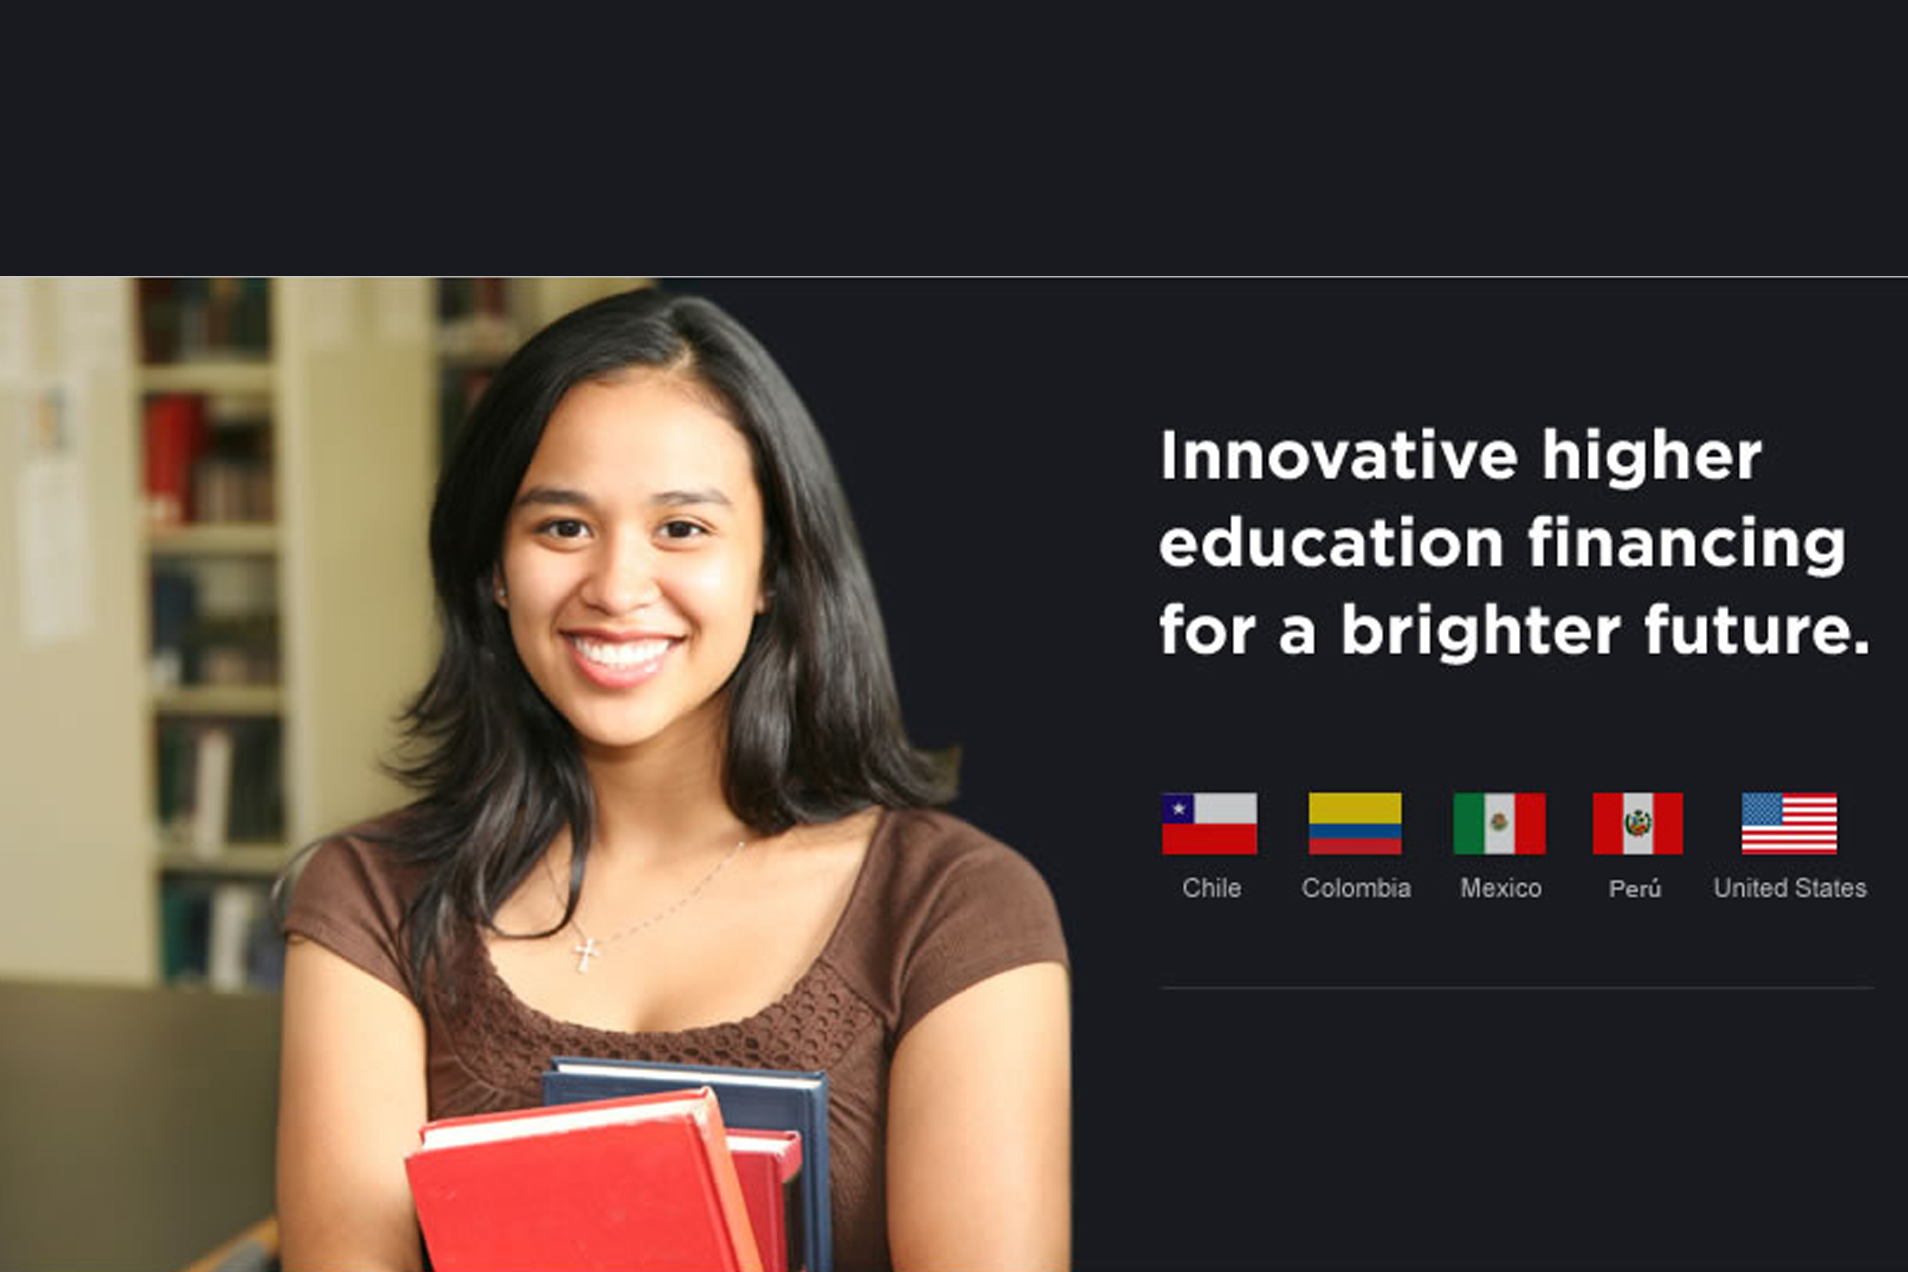 Innovative higher
education financing
for a brighter future.
Chile Colombia Mexico Perú United States